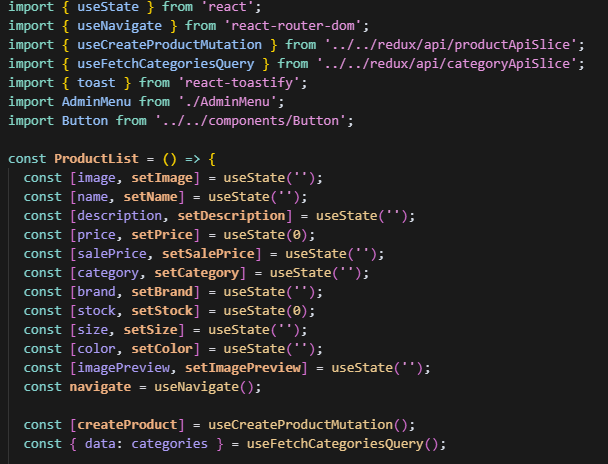 import { useState } from 'react';
import { useNavigate } from 'react-router-dom';
import { useCreateProductMutation } from '../../redux/api/productApiSlice';
import { useFetchCategoriesQuery } from '../../redux/api/categoryApiSlice';
import { toast } from 'react-toastify';
import AdminMenu from './AdminMenu';
import Button from '../../components/Button';

const ProductList = () => {
  const [image, setImage] = useState('');
  const [name, setName] = useState('');
  const [description, setDescription] = useState('');
  const [price, setPrice] = useState(0);
  const [salePrice, setSalePrice] = useState('');
  const [category, setCategory] = useState('');
  const [brand, setBrand] = useState('');
  const [stock, setStock] = useState(0);
  const [size, setSize] = useState('');
  const [color, setColor] = useState('');
  const [imagePreview, setImagePreview] = useState('');
  const navigate = useNavigate();

  const [createProduct] = useCreateProductMutation();
  const { data: categories } = useFetchCategoriesQuery();